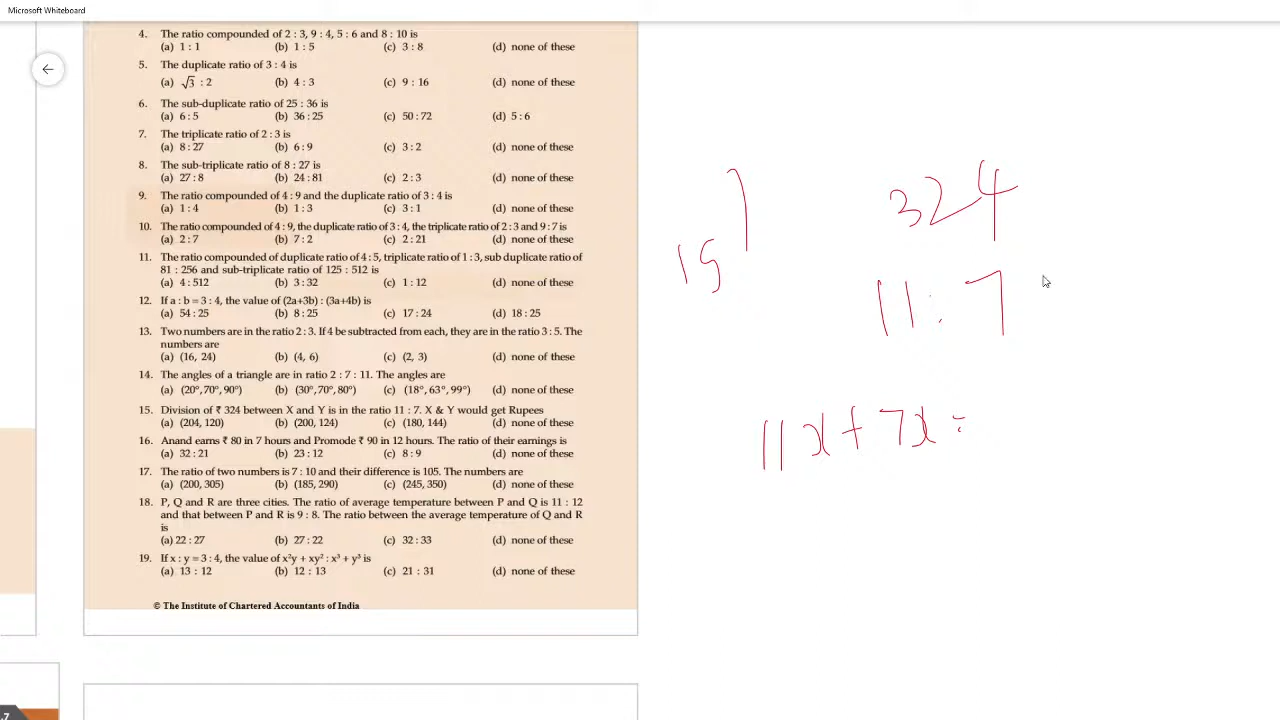 Microsoft Whiteboard
4. The ratio compounded of 2 : 3, 9 : 4, 5 : 6 and 8 : 10 is
(a) 1 : 1 (b) 1 : 5 (c) 3 : 8 (d) none of these
5. The duplicate ratio of 3 : 4 is
(a) √3 : 2 (b) 4 : 3 (c) 9 : 16 (d) none of these
6. The sub-duplicate ratio of 25 : 36 is
(a) 6 : 5 (b) 36 : 25 (c) 50 : 72 (d) 5 : 6
7. The triplicate ratio of 2 : 3 is
(a) 8 : 27 (b) 6 : 9 (c) 3 : 2 (d) none of these
8. The sub-triplicate ratio of 8 : 27 is
(a) 27 : 8 (b) 24 : 81 (c) 2 : 3 (d) none of these
9. The ratio compounded of 4 : 9 and the duplicate ratio of 3 : 4 is
(a) 1 : 4 (b) 1 : 3 (c) 3 : 1 (d) none of these
10. The ratio compounded of 4 : 9, the duplicate ratio of 3 : 4, the triplicate ratio of 2 : 3 and 9 : 7 is
(a) 2 : 7 (b) 7 : 2 (c) 2 : 21 (d) none of these
11. The ratio compounded of duplicate ratio of 4 : 5, triplicate ratio of 1 : 3, sub duplicate ratio of
81 : 256 and sub-triplicate ratio of 125 : 512 is
(a) 4 : 512 (b) 3 : 32 (c) 1 : 12 (d) none of these
12. If a : b = 3 : 4, the value of (2a+3b) : (3a+4b) is
(a) 54 : 25 (b) 8 : 25 (c) 17 : 24 (d) 18 : 25
13. Two numbers are in the ratio 2 : 3. If 4 be subtracted from each, they are in the ratio 3 : 5. The
numbers are
(a) (16, 24) (b) (4, 6) (c) (2, 3) (d) none of these
14. The angles of a triangle are in ratio 2 : 7 : 11. The angles are
(a) (20°, 70°, 90°) (b) (30°, 70°, 80°) (c) (18°, 63°, 99°) (d) none of these
15. Division of ₹ 324 between X and Y is in the ratio 11 : 7. X & Y would get Rupees
(a) (204, 120) (b) (200, 124) (c) (180, 144) (d) none of these
16. Anand earns ₹ 80 in 7 hours and Promode ₹ 90 in 12 hours. The ratio of their earnings is
(a) 32 : 21 (b) 23 : 12 (c) 8 : 9 (d) none of these
17. The ratio of two numbers is 7 : 10 and their difference is 105. The numbers are
(a) (200, 305) (b) (185, 290) (c) (245, 350) (d) none of these
18. P, Q and R are three cities. The ratio of average temperature between P and Q is 11 : 12
and that between P and R is 9 : 8. The ratio between the average temperature of Q and R
is
(a) 22 : 27 (b) 27 : 22 (c) 32 : 33 (d) none of these
19. If x : y = 3 : 4, the value of x²y + xy² : x³ + y³ is
(a) 13 : 12 (b) 12 : 13 (c) 21 : 31 (d) none of these
© The Institute of Chartered Accountants of India
.7
15)
324
11 : 7
11x + 7x =